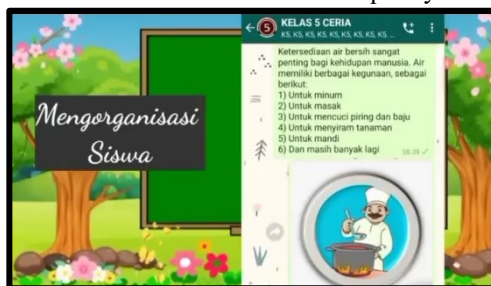 Mengorganisasi
Siswa
KELAS 5 CERIA
K5, K5, K5, K5, K5, K5, K5, K5, K5, ...
Ketersediaan air bersih sangat
penting bagi kehidupan manusia. Air
memiliki berbagai kegunaan, sebagai
berikut:
1) Untuk minum
2) Untuk masak
3) Untuk mencuci piring dan baju
4) Untuk menyiram tanaman
5) Untuk mandi
6) Dan masih banyak lagi